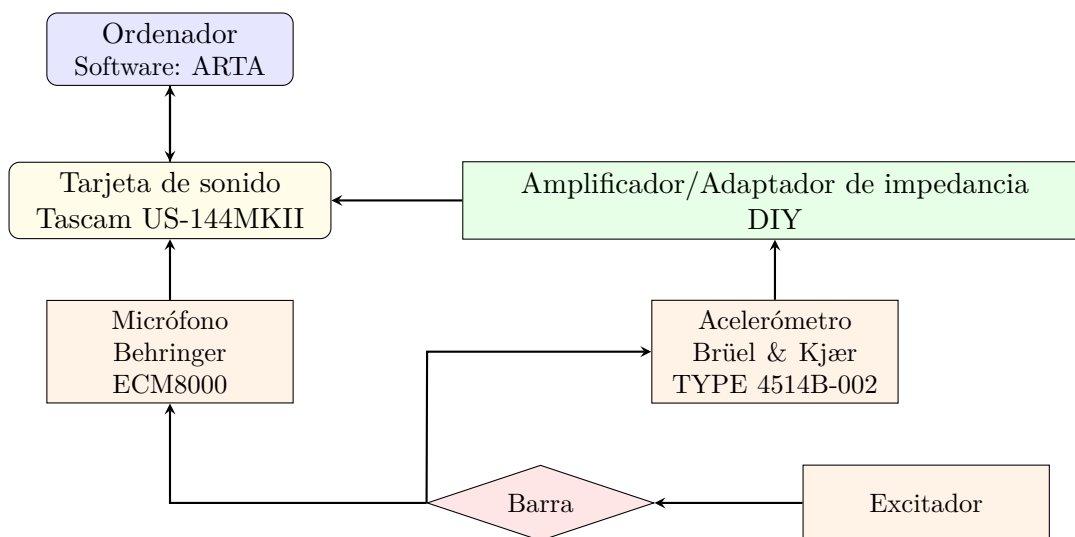 Ordenador
Software: ARTA
Tarjeta de sonido
Tascam US-144MKII
Amplificador/Adaptador de impedancia
DIY
Micrófono
Behringer
ECM8000
Acelerómetro
Brüel & Kjær
TYPE 4514B-002
Barra
Excitador